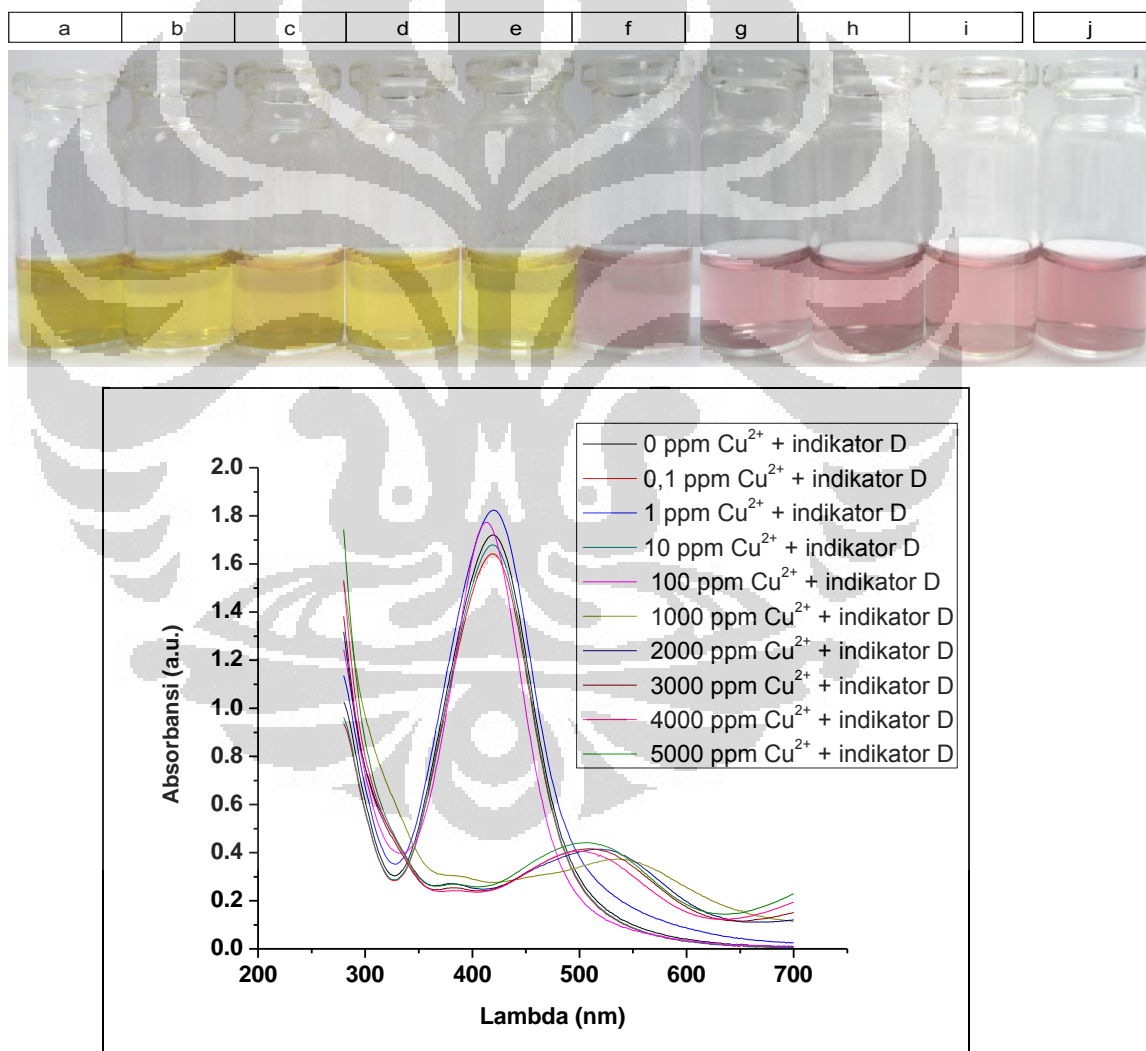 a b c d e f g h i j
0 ppm Cu²⁺ + indikator D
0,1 ppm Cu²⁺ + indikator D
1 ppm Cu²⁺ + indikator D
10 ppm Cu²⁺ + indikator D
100 ppm Cu²⁺ + indikator D
1000 ppm Cu²⁺ + indikator D
2000 ppm Cu²⁺ + indikator D
3000 ppm Cu²⁺ + indikator D
4000 ppm Cu²⁺ + indikator D
5000 ppm Cu²⁺ + indikator D
Absorbansi (a.u.)
2.0
1.8
1.6
1.4
1.2
1.0
0.8
0.6
0.4
0.2
0.0
200 300 400 500 600 700
Lambda (nm)